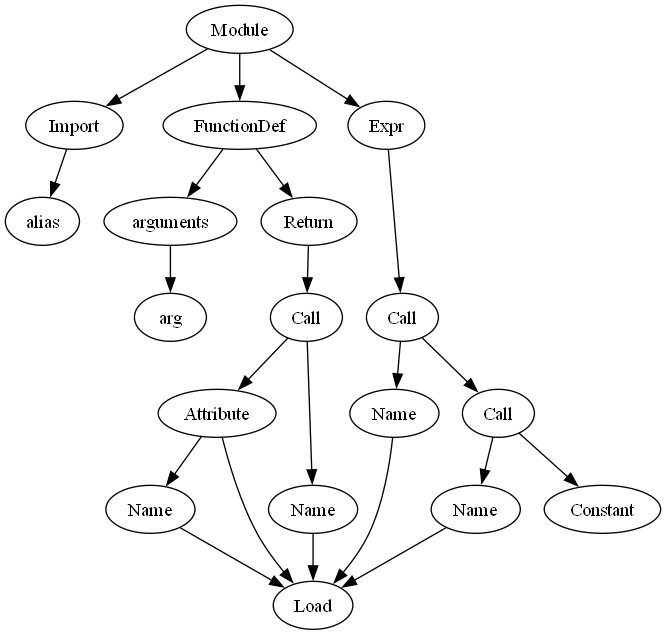 Module
Import
FunctionDef
Expr
alias
arguments
Return
arg
Call
Call
Attribute
Name
Call
Name
Name
Name
Constant
Load